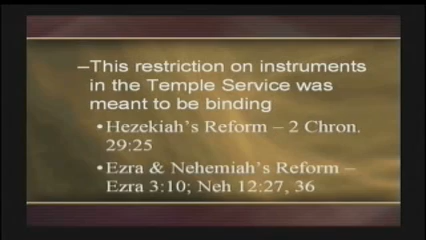 –This restriction on instruments
in the Temple Service was
meant to be binding
•Hezekiah's Reform – 2 Chron.
29:25
•Ezra & Nehemiah's Reform –
Ezra 3:10; Neh 12:27, 36